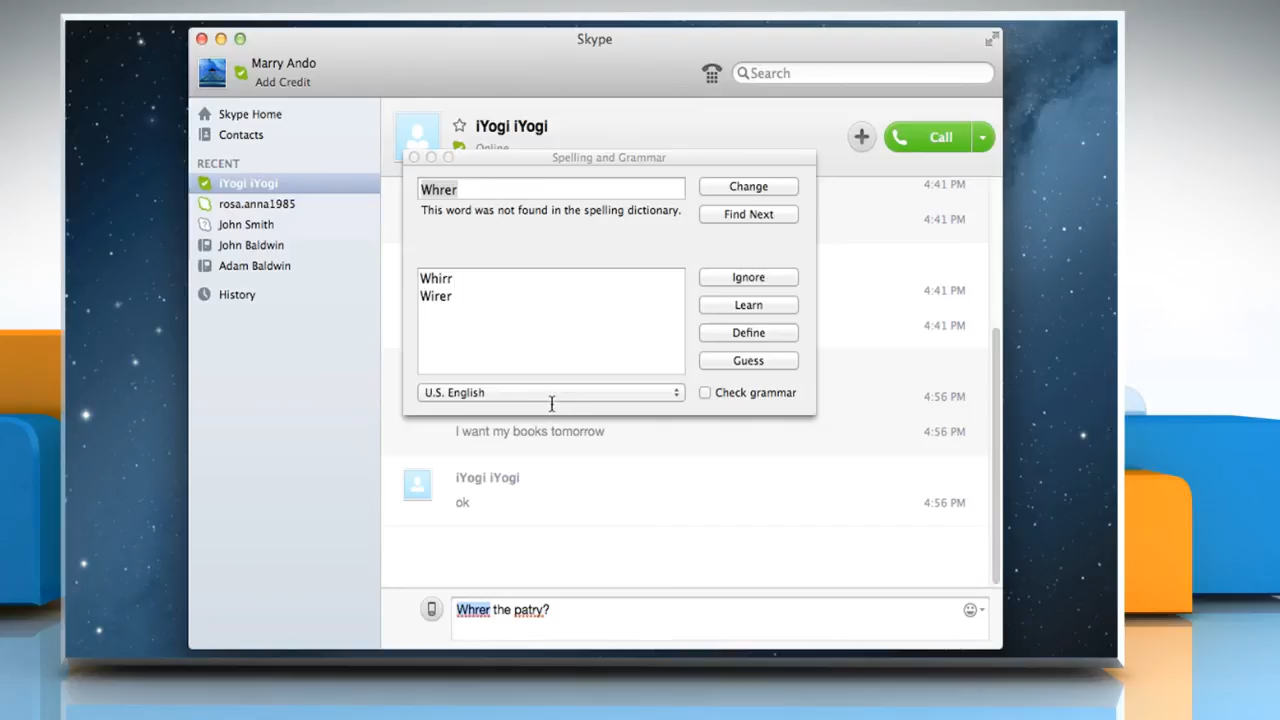 Skype
Marry Ando
Add Credit
Search
Skype Home
Contacts
RECENT
iYogi iYogi
rosa.anna1985
John Smith
John Baldwin
Adam Baldwin
History
iYogi iYogi
Online
Call
Spelling and Grammar
Whrer
Change
This word was not found in the spelling dictionary.
Find Next
Whirr
Wirer
Ignore
Learn
Define
Guess
U.S. English
Check grammar
4:41 PM
4:41 PM
4:41 PM
4:41 PM
4:56 PM
I want my books tomorrow
4:56 PM
iYogi iYogi
ok
4:56 PM
Whrer the patry?